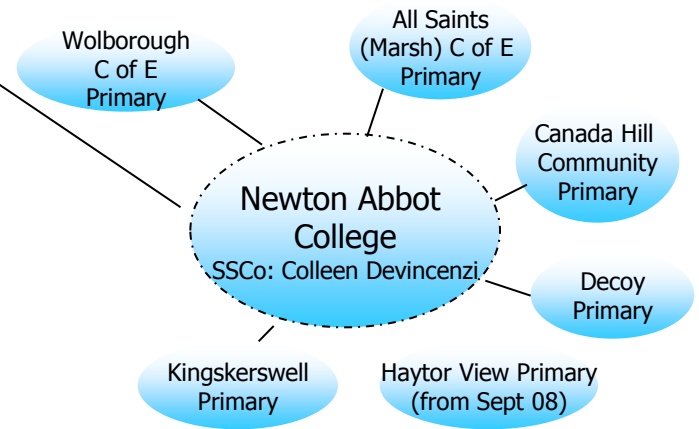 Wolborough
C of E
Primary
All Saints
(Marsh) C of E
Primary
Canada Hill
Community
Primary
Newton Abbot
College
SSCo: Colleen Devincenzi
Decoy
Primary
Kingskerswell
Primary
Haytor View Primary
(from Sept 08)